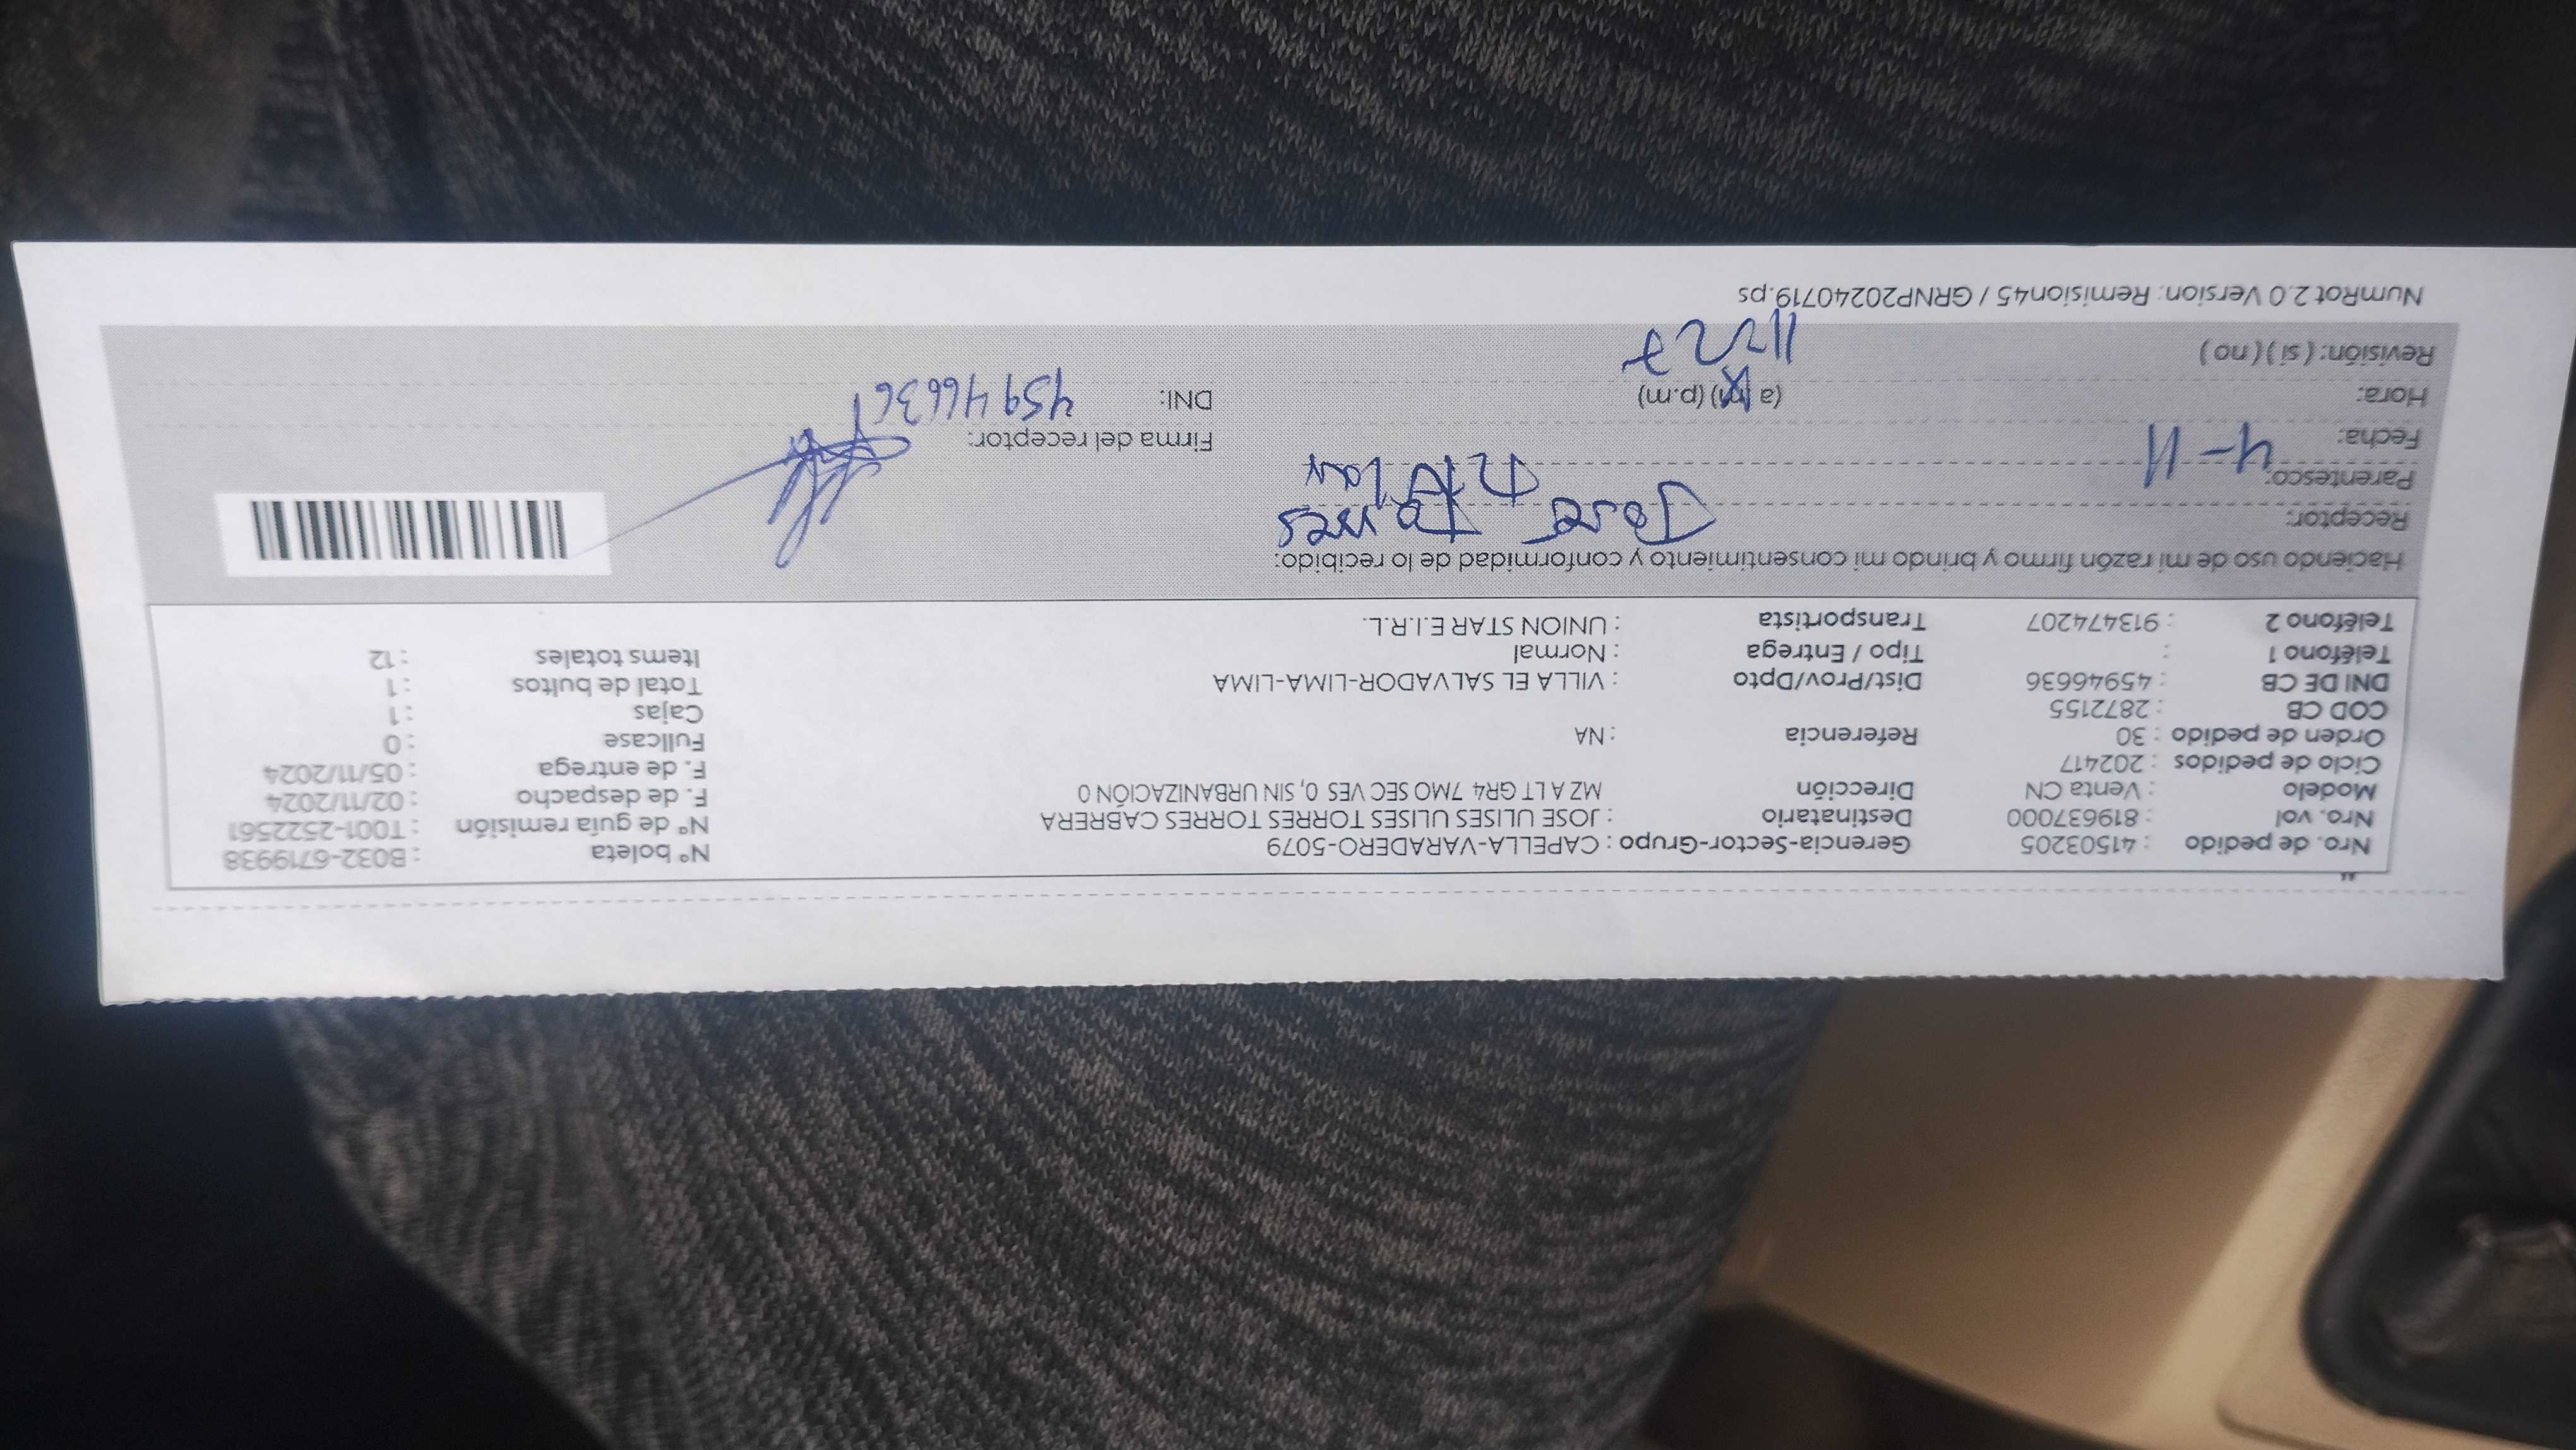 Nro. de pedido : 41503205 Gerencia-Sector-Grupo : CAPELLA-VARADERO-5079 N° boleta : B032-6719938
Nro. vol : 819637000 Destinatario : JOSE ULISES ULISES TORRES TORRES CABRERA N° de guía remisión : T001-2522561
Modelo : Venta CN Dirección MZ A LT GR4 7MO SEC VES 0, SIN URBANIZACIÓN 0 F. de despacho : 02/11/2024
Ciclo de pedidos : 202417 F. de entrega : 05/11/2024
Orden de pedido : 30 Referencia : NA Fullcase : 0
COD CB : 2872155 Cajas : 1
DNI DE CB : 45946636 Dist/Prov/Dpto : VILLA EL SALVADOR-LIMA-LIMA Total de bultos : 1
Teléfono 1 : Tipo / Entrega : Normal Items totales : 12
Teléfono 2 : 913474207 Transportista : UNION STAR E.I.R.L.
Haciendo uso de mi razón firmo y brindo mi consentimiento y conformidad de lo recibido:
Receptor: Jose Torres
Parentesco: Titular
Fecha: 4-11 Firma del receptor:
Hora: (a m) (p.m) DNI: 45946636
Revisión: ( si ) ( no ) 11:27
NumRot 2.0 Version: Remision45 / GRNP20240719.ps